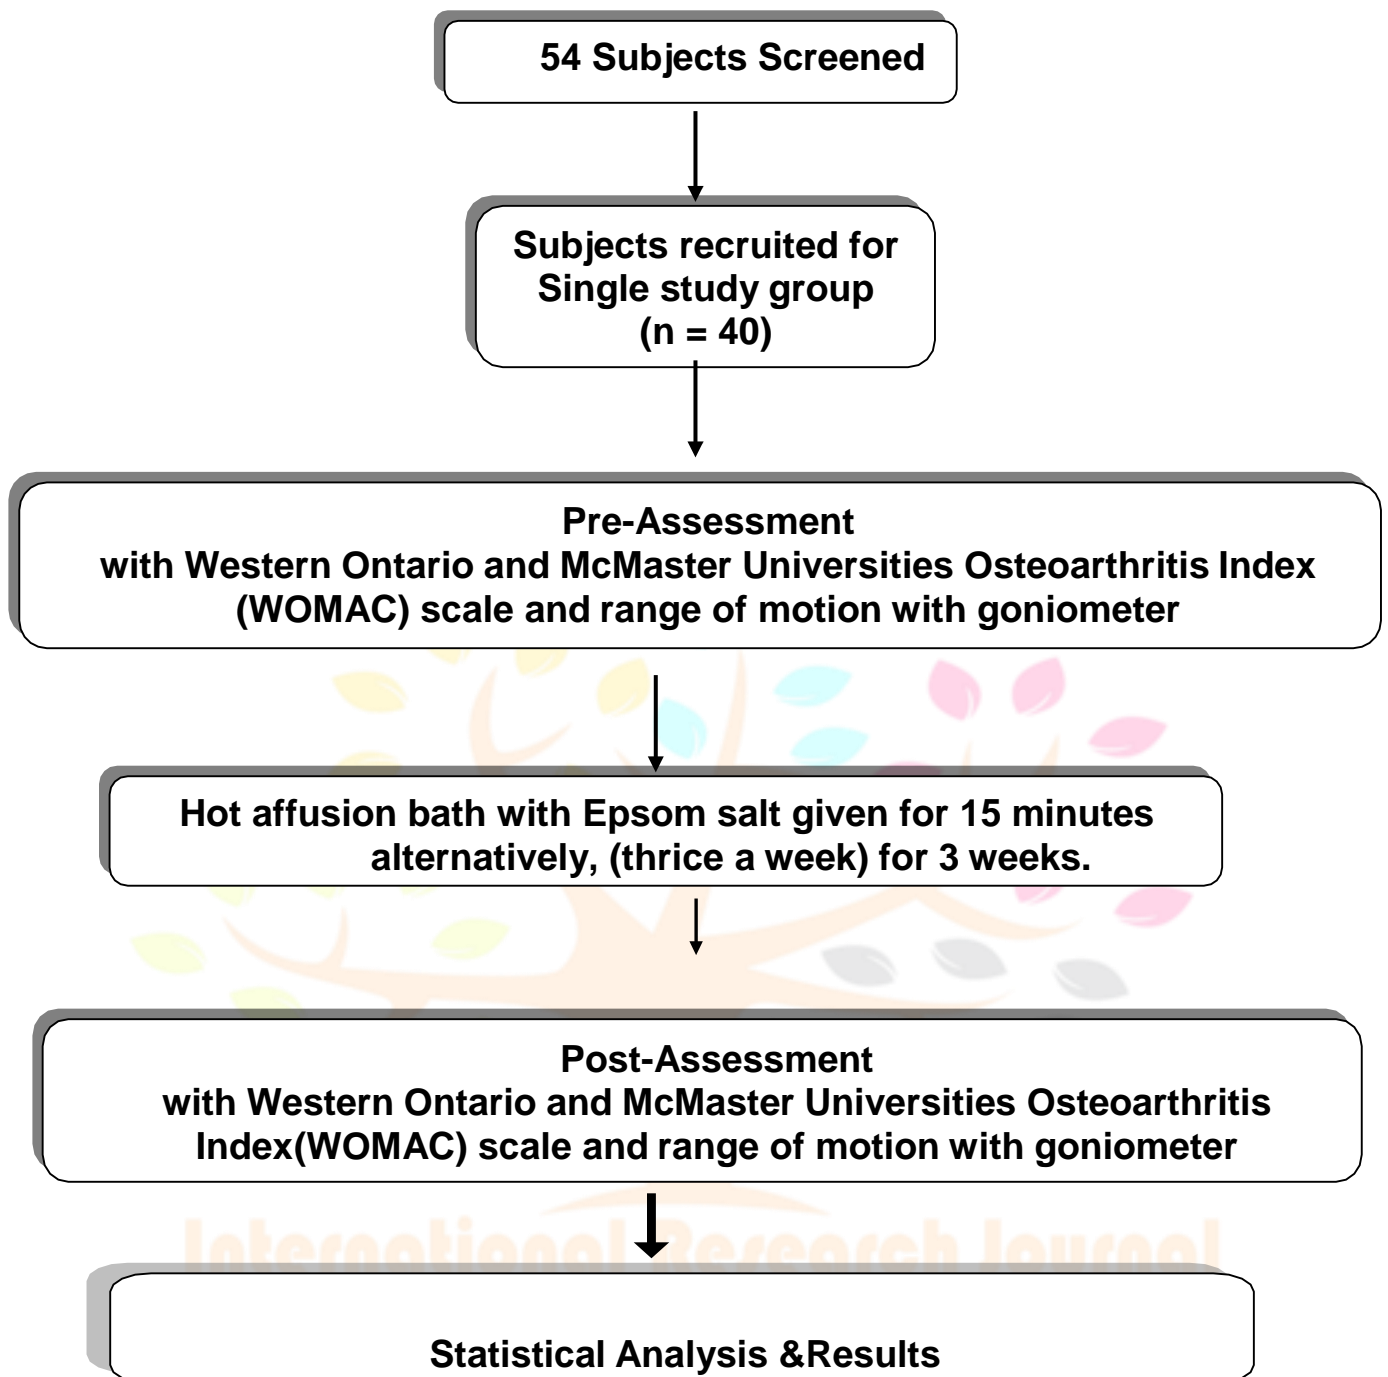 54 Subjects Screened
Subjects recruited for
Single study group
(n = 40)
Pre-Assessment
with Western Ontario and McMaster Universities Osteoarthritis Index
(WOMAC) scale and range of motion with goniometer
Hot affusion bath with Epsom salt given for 15 minutes
alternatively, (thrice a week) for 3 weeks.
Post-Assessment
with Western Ontario and McMaster Universities Osteoarthritis
Index(WOMAC) scale and range of motion with goniometer
International Research Journal
Statistical Analysis &Results